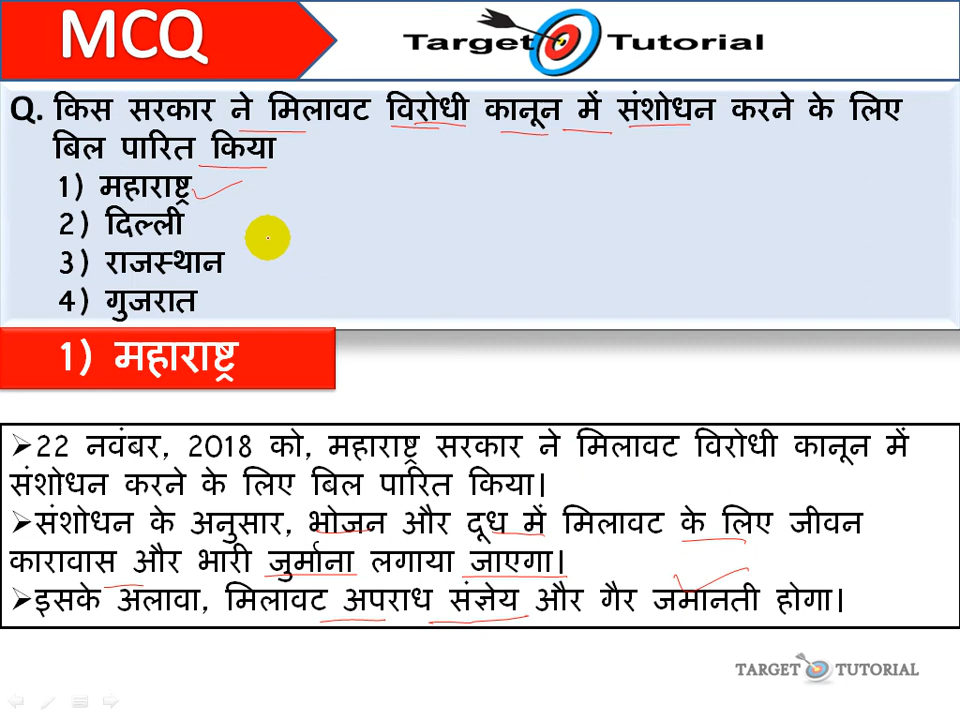 MCQ
Target Tutorial
Q. किस सरकार ने मिलावट विरोधी कानून में संशोधन करने के लिए
बिल पारित किया
1) महाराष्ट्र
2) दिल्ली
3) राजस्थान
4) गुजरात
1) महाराष्ट्र
➢22 नवंबर, 2018 को, महाराष्ट्र सरकार ने मिलावट विरोधी कानून में
संशोधन करने के लिए बिल पारित किया।
➢संशोधन के अनुसार, भोजन और दूध में मिलावट के लिए जीवन
कारावास और भारी जुर्माना लगाया जाएगा।
➢इसके अलावा, मिलावट अपराध संज्ञेय और गैर जमानती होगा।
TARGET TUTORIAL